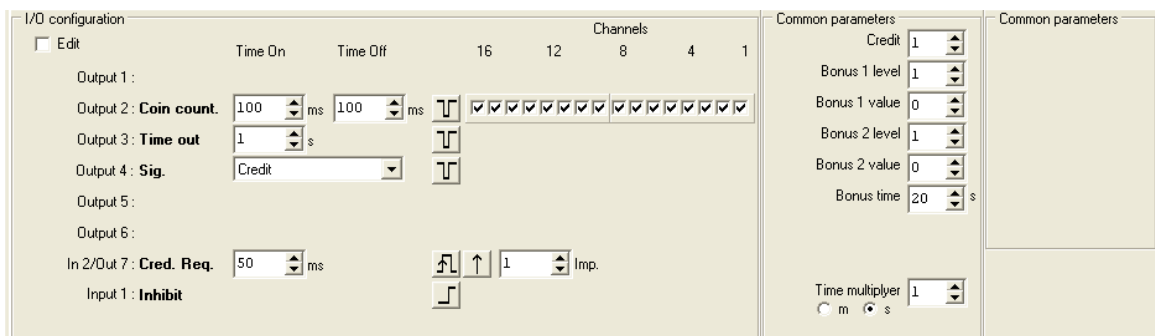 I/O configuration
Edit
Channels
Time On Time Off 16 12 8 4 1
Output 1 :
Output 2 : Coin count. 100 ms 100 ms
Output 3 : Time out 1 s
Output 4 : Sig. Credit
Output 5 :
Output 6 :
In 2/Out 7 : Cred. Req. 50 ms 1 Imp.
Input 1 : Inhibit
Common parameters
Credit 1
Bonus 1 level 1
Bonus 1 value 0
Bonus 2 level 1
Bonus 2 value 0
Bonus time 20 s
Time multiplyer 1
m s
Common parameters